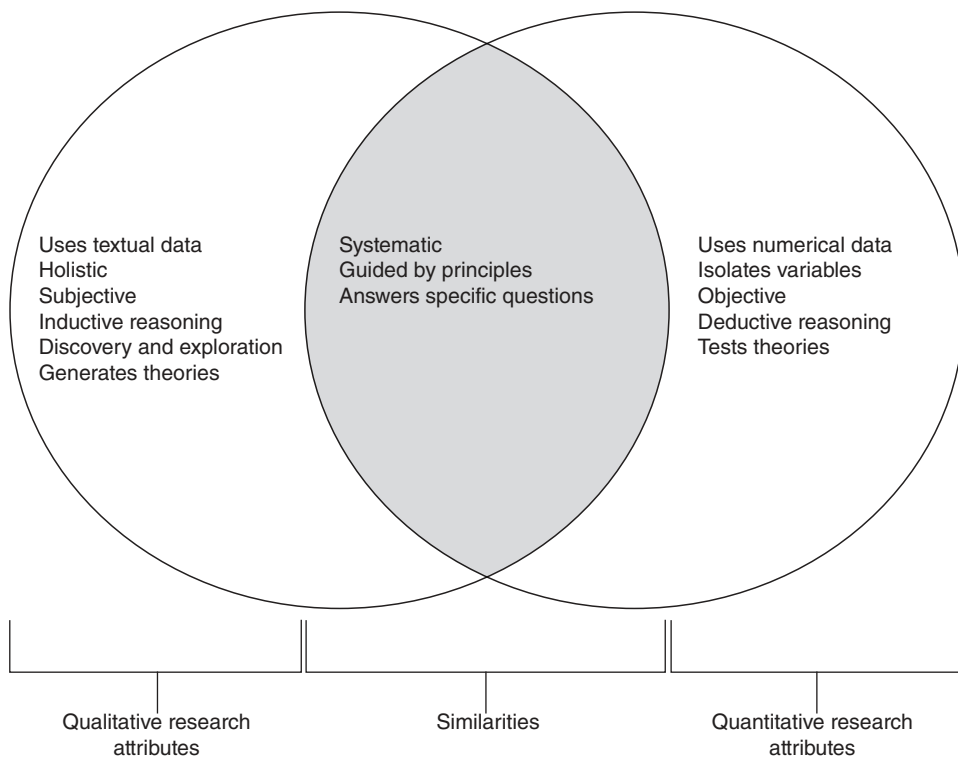 Uses textual data
Holistic
Subjective
Inductive reasoning
Discovery and exploration
Generates theories
Systematic
Guided by principles
Answers specific questions
Uses numerical data
Isolates variables
Objective
Deductive reasoning
Tests theories
Qualitative research
attributes
Similarities
Quantitative research
attributes